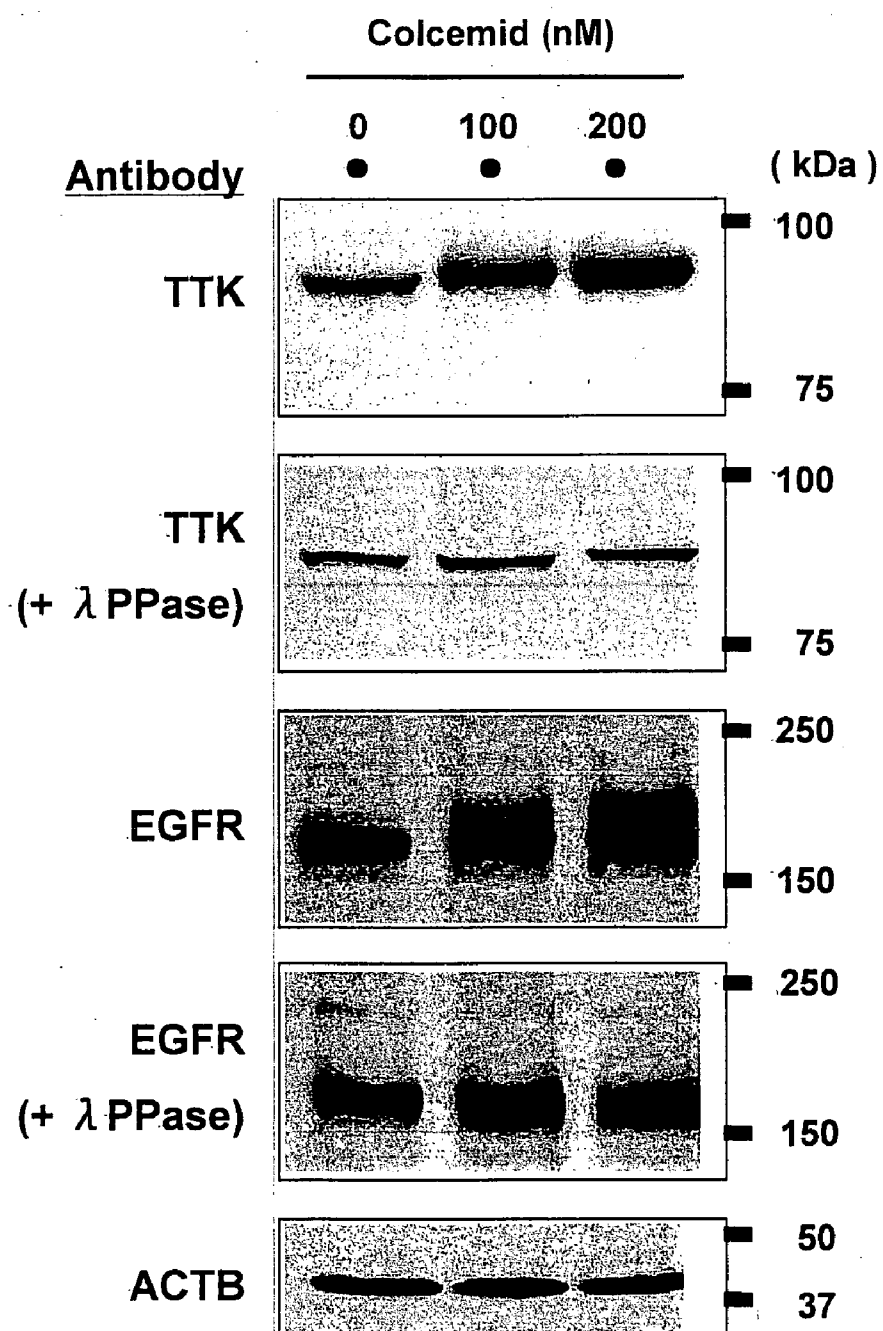 Colcemid (nM)
0 100 200
Antibody (kDa)
TTK 100
75
TTK 100
(+ λ PPase) 75
EGFR 250
150
EGFR 250
(+ λ PPase) 150
ACTB 50
37